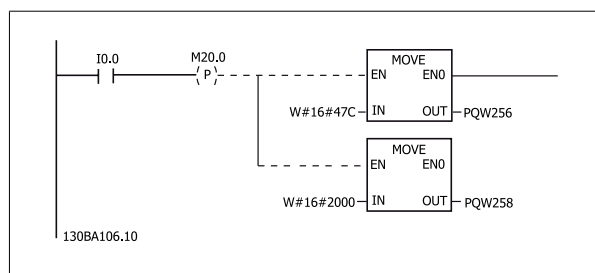 I0.0
M20.0
P
MOVE
EN EN0
W#16#47C IN OUT PQW256
MOVE
EN EN0
W#16#2000 IN OUT PQW258
130BA106.10